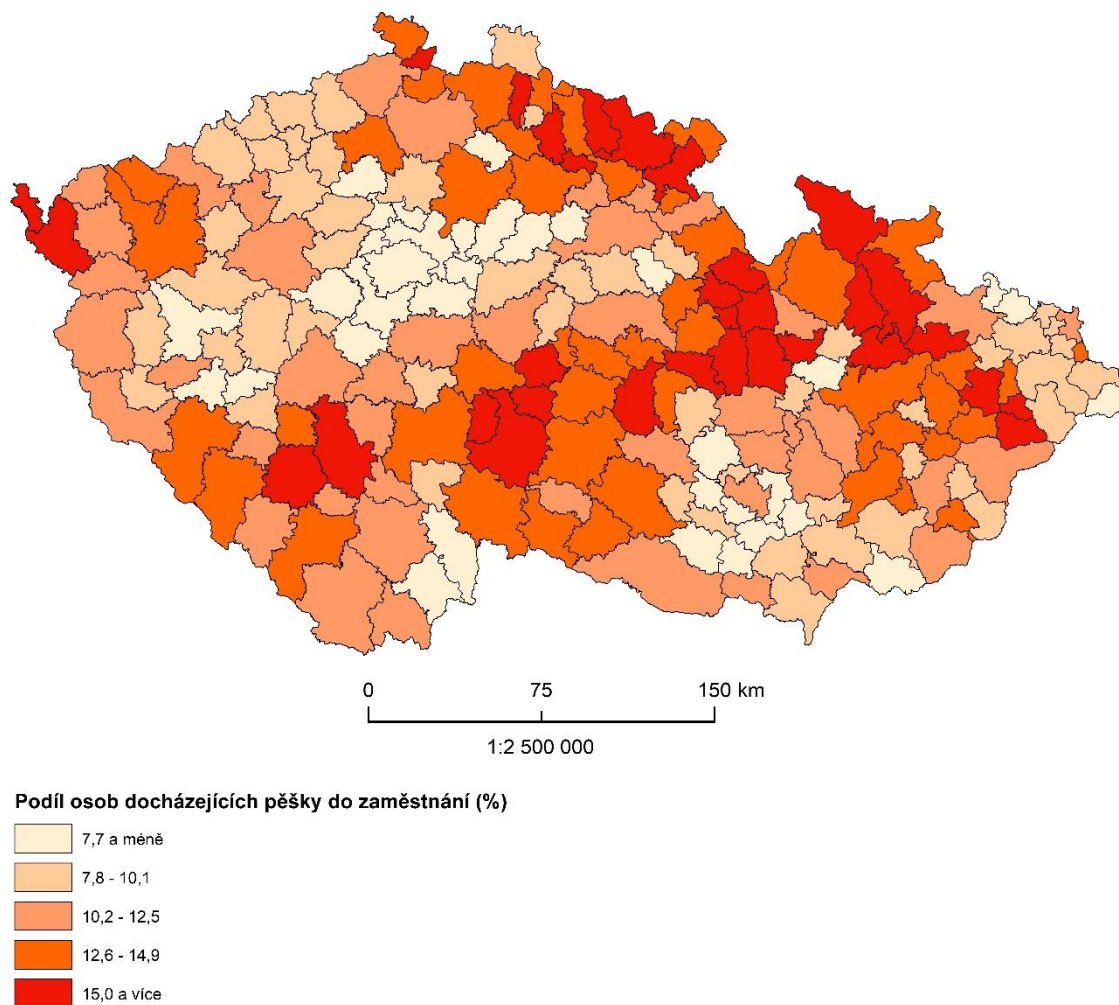 0 75 150 km
1:2 500 000
Podíl osob docházejících pěšky do zaměstnání (%)
7,7 a méně
7,8 - 10,1
10,2 - 12,5
12,6 - 14,9
15,0 a více